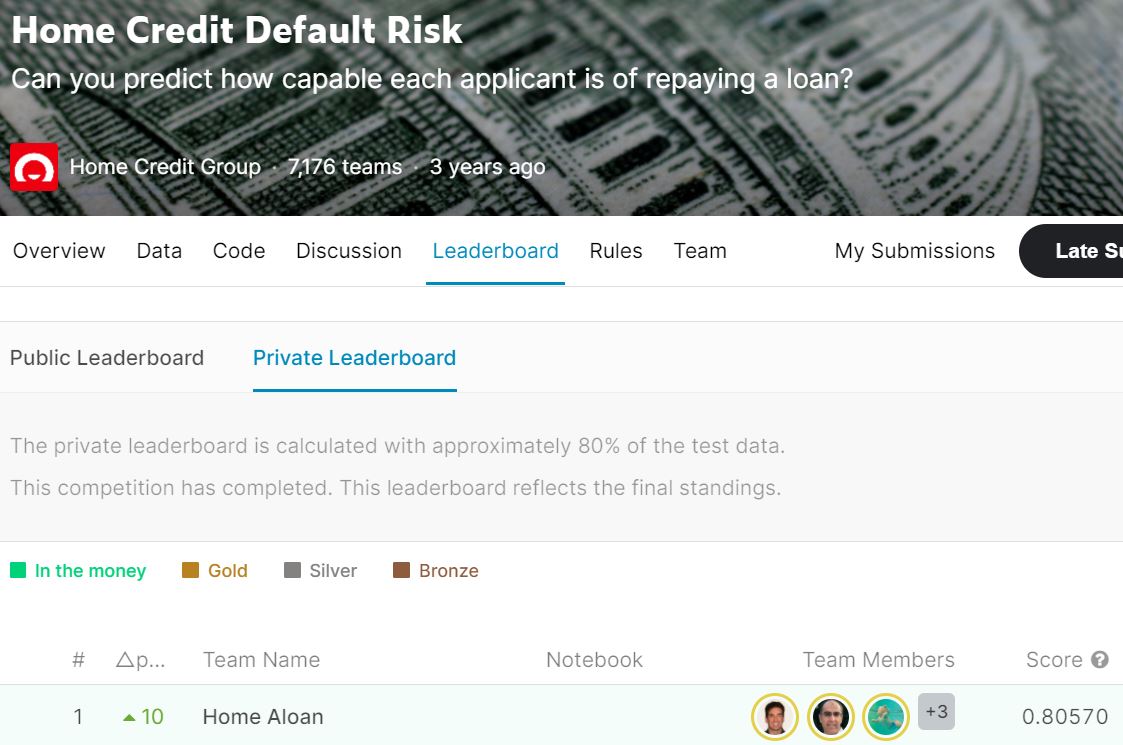 Home Credit Default Risk
Can you predict how capable each applicant is of repaying a loan?
Home Credit Group · 7,176 teams · 3 years ago
Overview Data Code Discussion Leaderboard Rules Team My Submissions Late Su
Public Leaderboard Private Leaderboard
The private leaderboard is calculated with approximately 80% of the test data.
This competition has completed. This leaderboard reflects the final standings.
In the money Gold Silver Bronze
# △p... Team Name Notebook Team Members Score ?
1 ▲10 Home Aloan +3 0.80570